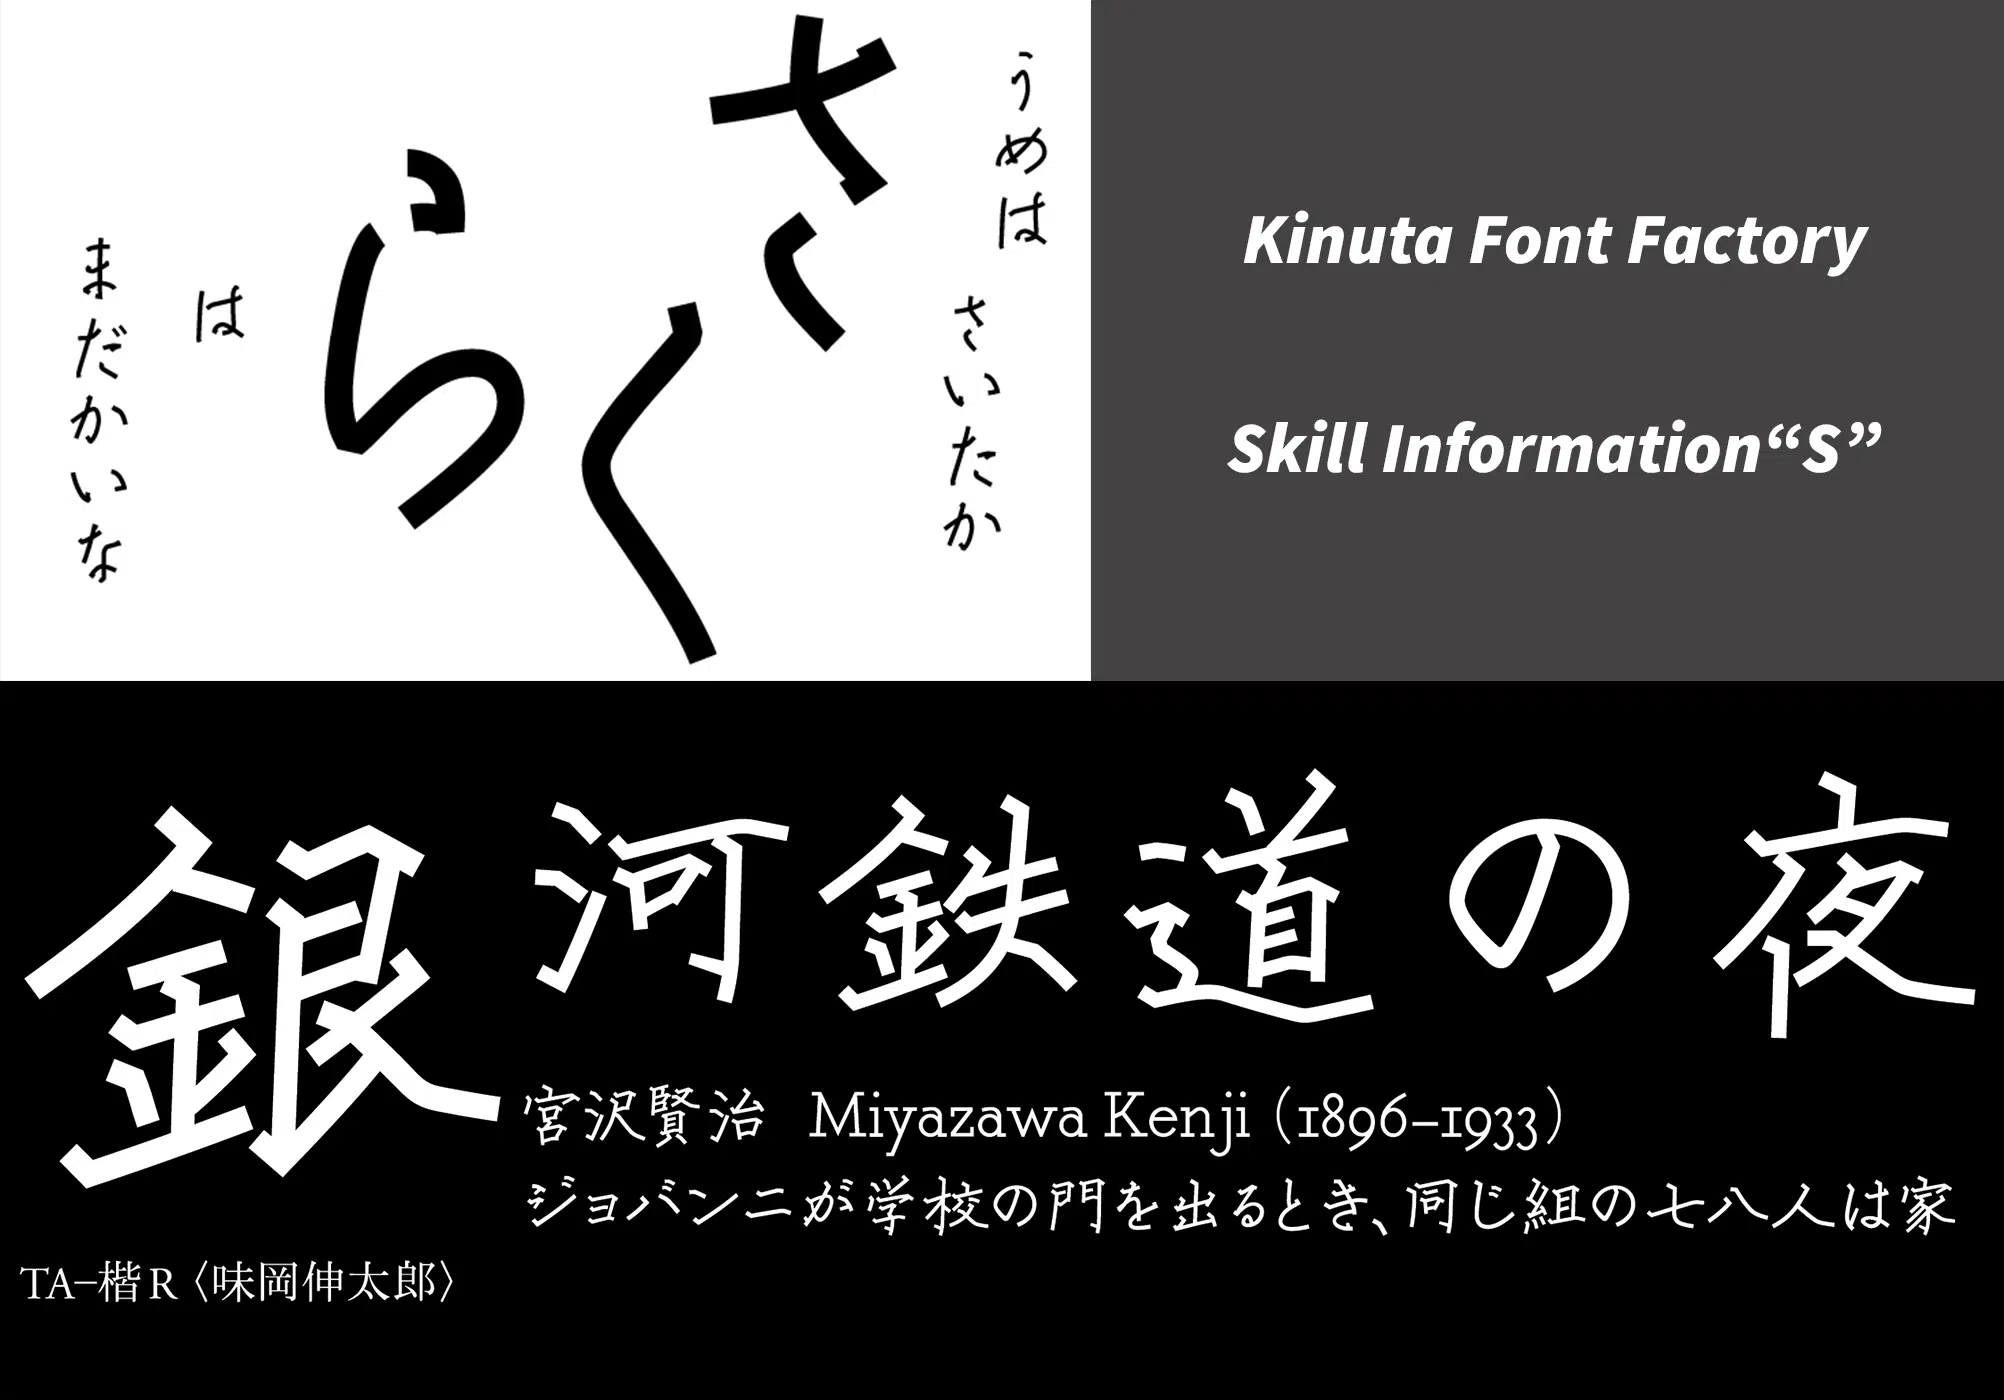 うめは
さいたか
さくら
は
まだかいな
Kinuta Font Factory
Skill Information“S”
銀河鉄道の夜
宮沢賢治 Miyazawa Kenji (1896–1933)
ジョバンニが学校の門を出るとき、同じ組の七八人は家
TA–楷R〈味岡伸太郎〉